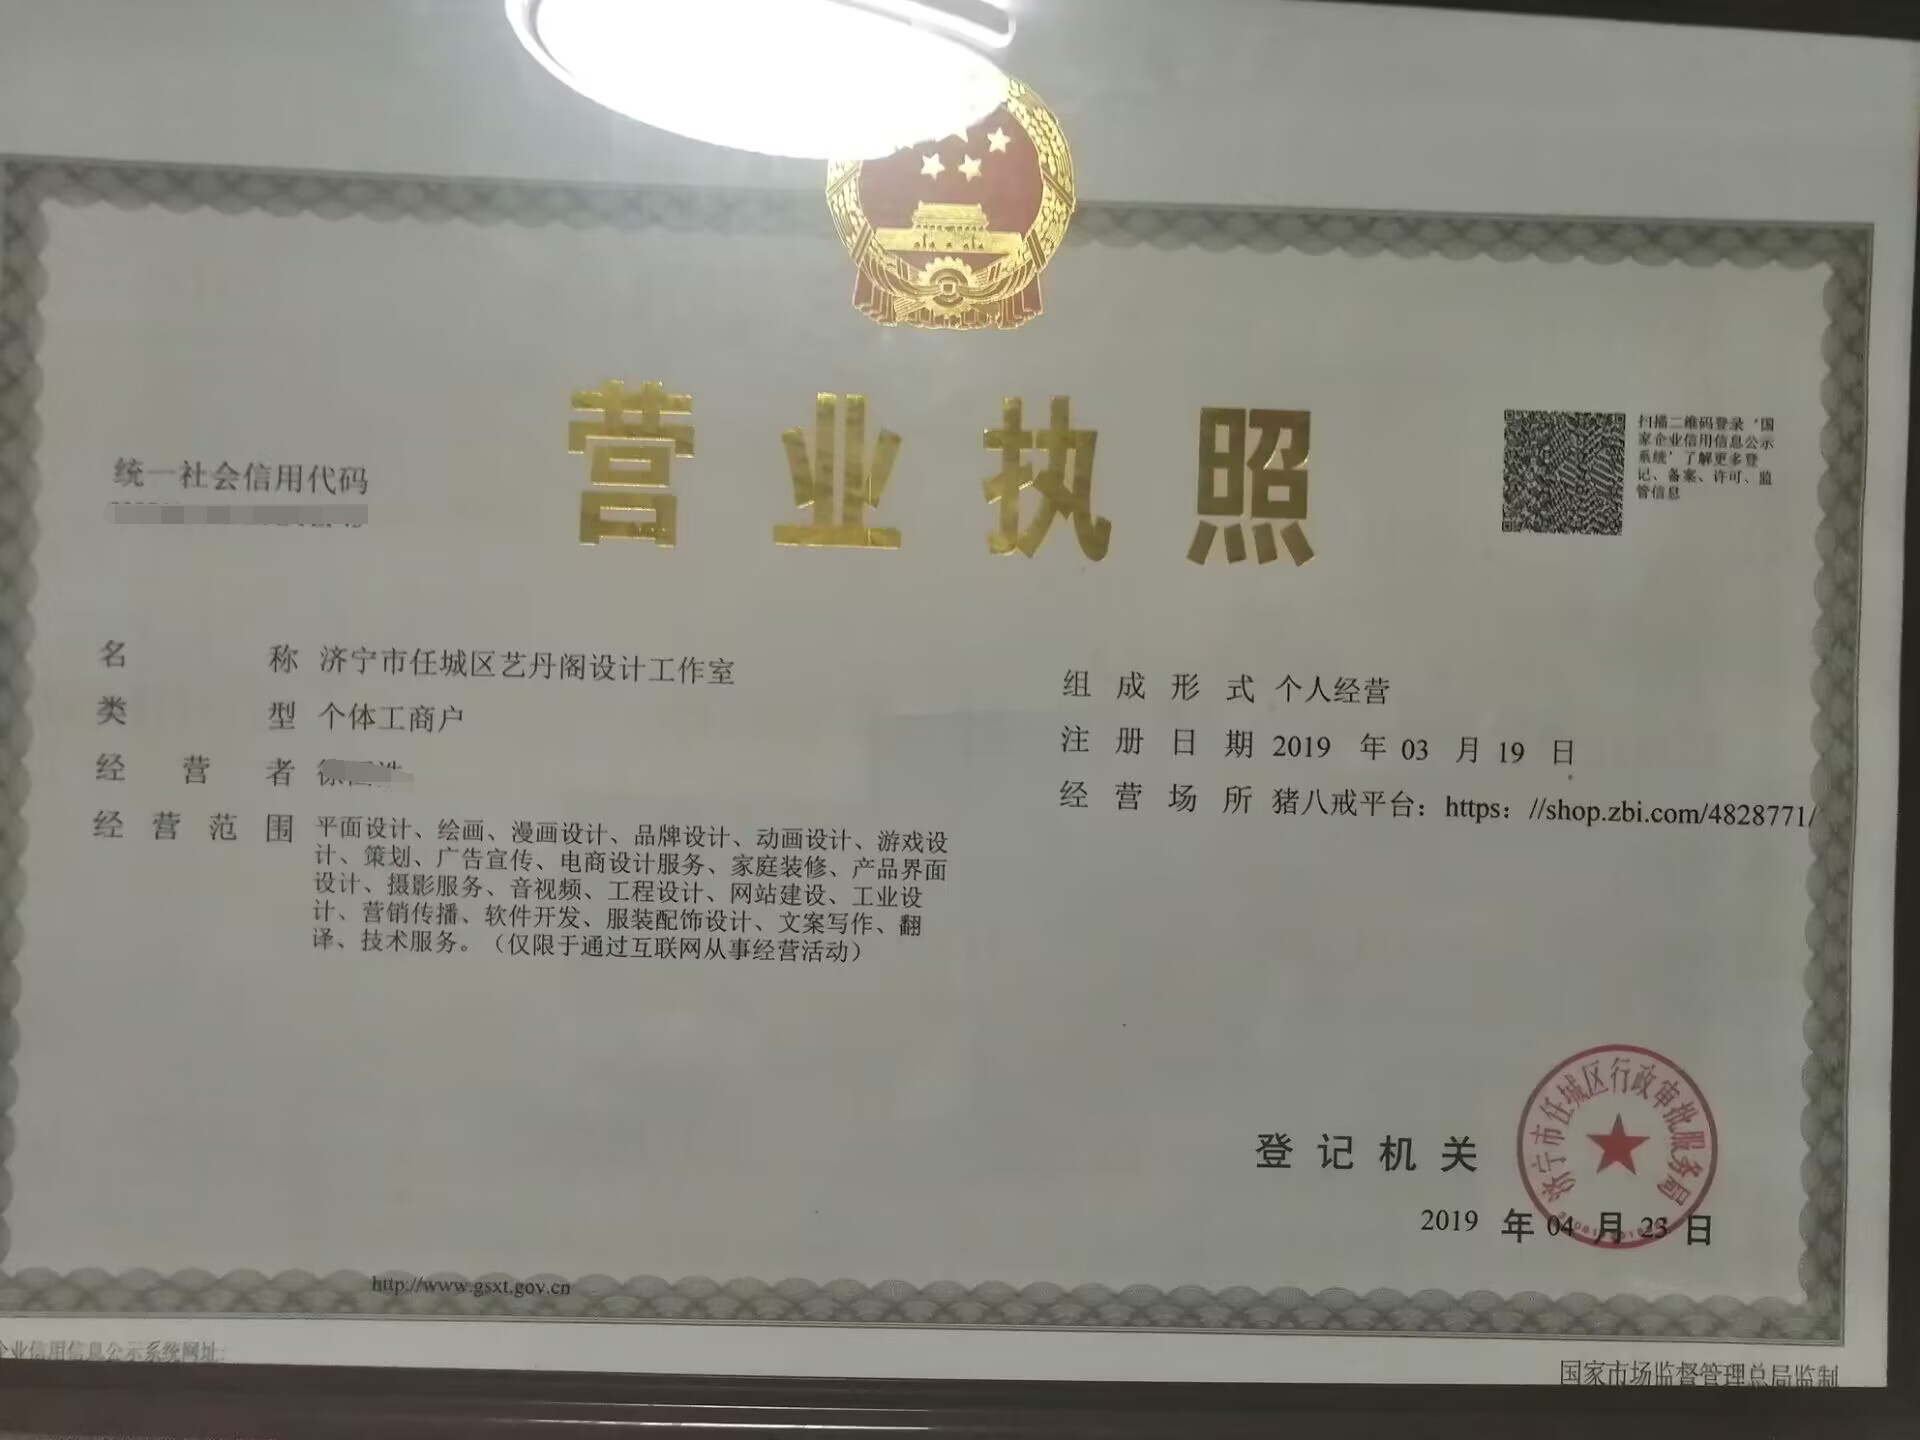 营业执照
统一社会信用代码
扫描二维码登录‘国
家企业信用信息公示
系统’了解更多登
记、备案、许可、监
管信息
名称 济宁市任城区艺丹阁设计工作室
类型 个体工商户
经营者
经营范围 平面设计、绘画、漫画设计、品牌设计、动画设计、游戏设
计、策划、广告宣传、电商设计服务、家庭装修、产品界面
设计、摄影服务、音视频、工程设计、网站建设、工业设
计、营销传播、软件开发、服装配饰设计、文案写作、翻
译、技术服务。（仅限于通过互联网从事经营活动）
组成形式 个人经营
注册日期 2019 年 03 月 19 日
经营场所 猪八戒平台：https：//shop.zbi.com/4828771/
登记机关
济宁市任城区行政审批服务局
2019 年 04 月 23 日
http://www.gsxt.gov.cn
企业信用信息公示系统网址:
国家市场监督管理总局监制